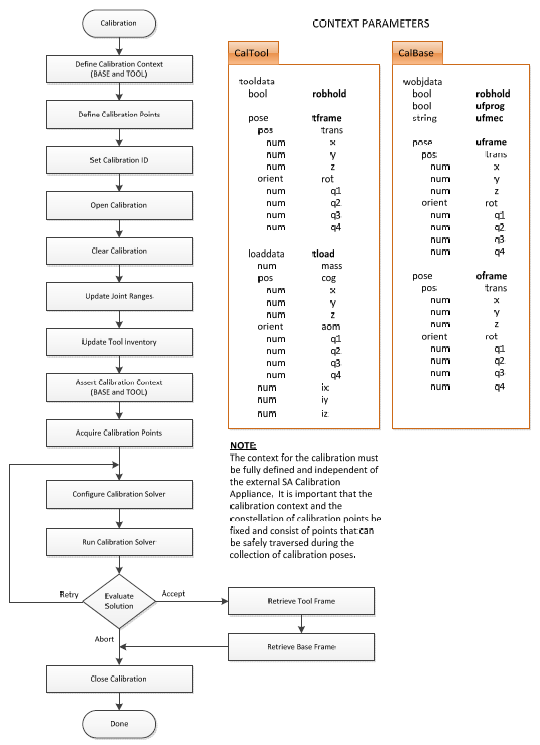 Calibration
Define Calibration Context
(BASE and TOOL)
Define Calibration Points
Set Calibration ID
Open Calibration
Clear Calibration
Update Joint Ranges
Update Tool Inventory
Assert Calibration Context
(BASE and TOOL)
Acquire Calibration Points
Configure Calibration Solver
Run Calibration Solver
Evaluate
Solution
Retry
Accept
Abort
Retrieve Tool Frame
Retrieve Base Frame
Close Calibration
Done
CONTEXT PARAMETERS
CalTool
tooldata
bool robhold
pose tframe
pos trans
num x
num y
num z
orient rot
num q1
num q2
num q3
num q4
loaddata tload
num mass
pos cog
num x
num y
num z
orient aom
num q1
num q2
num q3
num q4
num ix
num iy
num iz
CalBase
wobjdata
bool robhold
bool ufprog
string ufmec
pose uframe
pos trans
num x
num y
num z
orient rot
num q1
num q2
num q3
num q4
pose oframe
pos trans
num x
num y
num z
orient rot
num q1
num q2
num q3
num q4
NOTE:
The context for the calibration must
be fully defined and independent of
the external SA Calibration
Appliance. It is important that the
calibration context and the
constellation of calibration points be
fixed and consist of points that can
be safely traversed during the
collection of calibration poses.